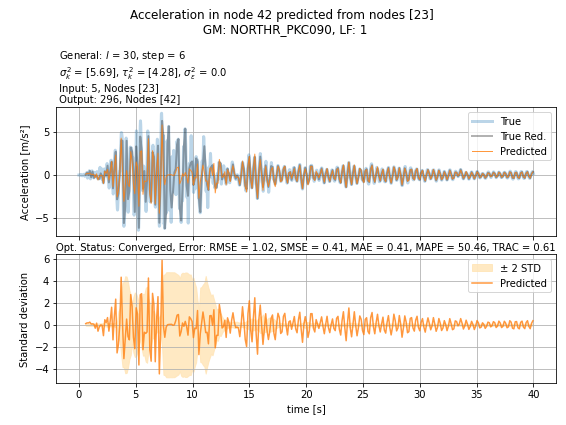 Acceleration in node 42 predicted from nodes [23]
GM: NORTHR_PKC090, LF: 1
General: l = 30, step = 6
σ²ₖ = [5.69], τ²ₖ = [4.28], σ²ε = 0.0
Input: 5, Nodes [23]
Output: 296, Nodes [42]
Acceleration [m/s²]
5
0
−5
True
True Red.
Predicted
Opt. Status: Converged, Error: RMSE = 1.02, SMSE = 0.41, MAE = 0.41, MAPE = 50.46, TRAC = 0.61
Standard deviation
6
4
2
0
−2
−4
± 2 STD
Predicted
0 5 10 15 20 25 30 35 40
time [s]